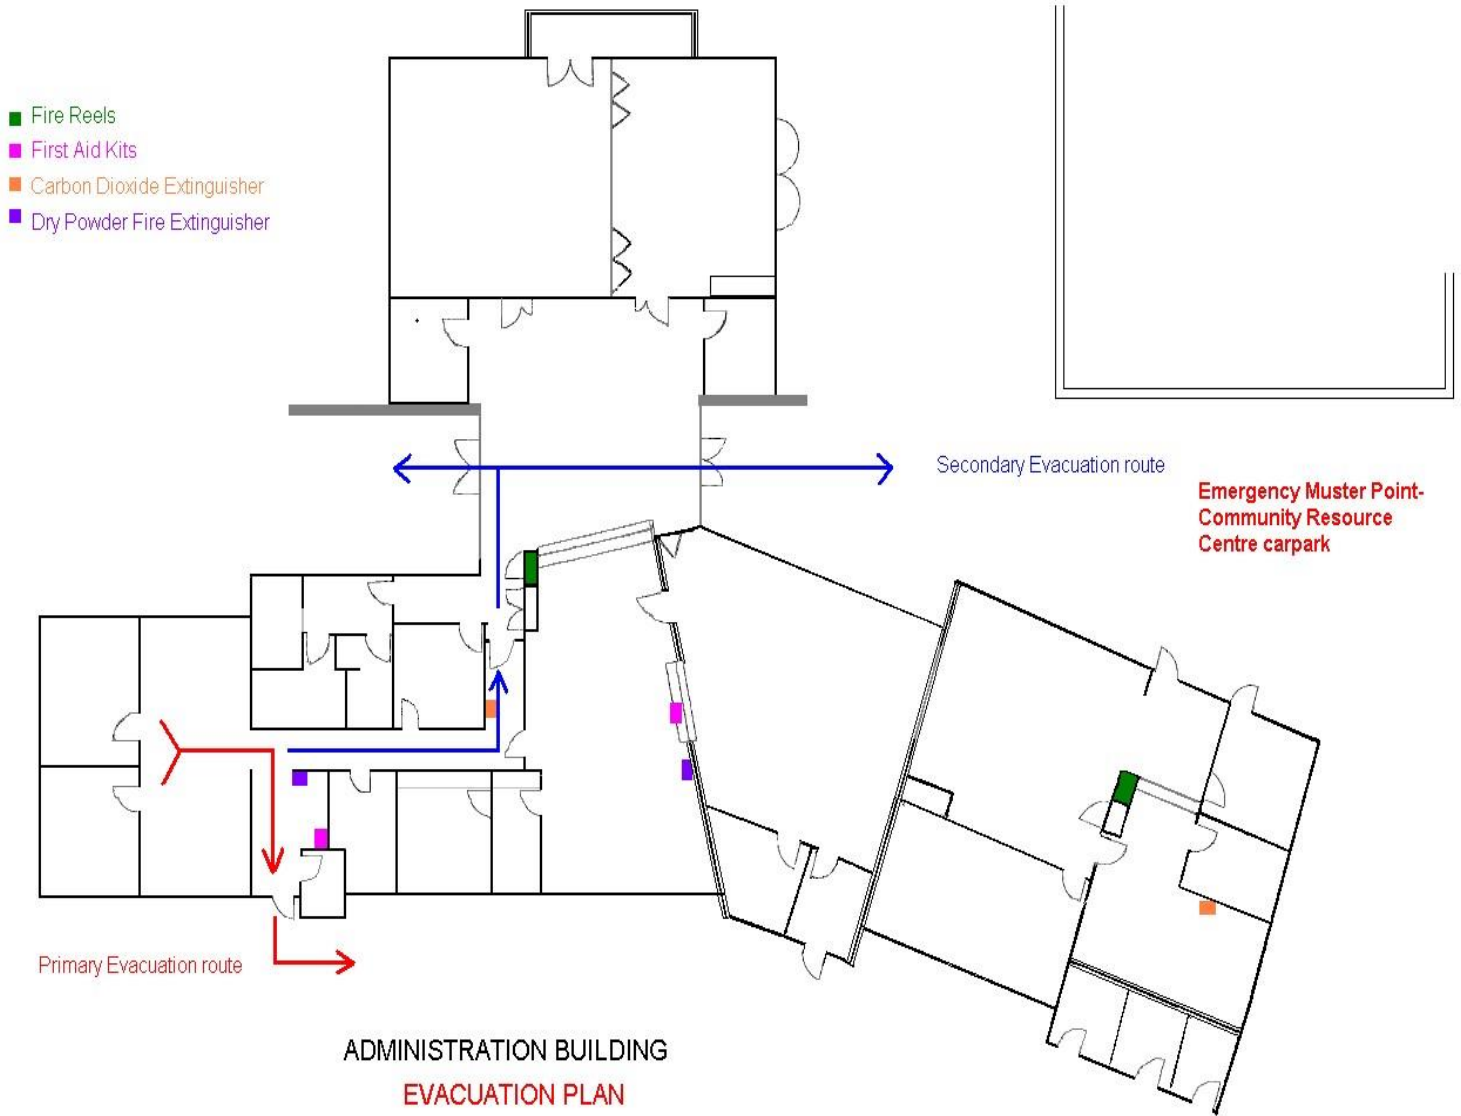 Fire Reels
First Aid Kits
Carbon Dioxide Extinguisher
Dry Powder Fire Extinguisher
Secondary Evacuation route
Emergency Muster Point-
Community Resource
Centre carpark
Primary Evacuation route
ADMINISTRATION BUILDING
EVACUATION PLAN